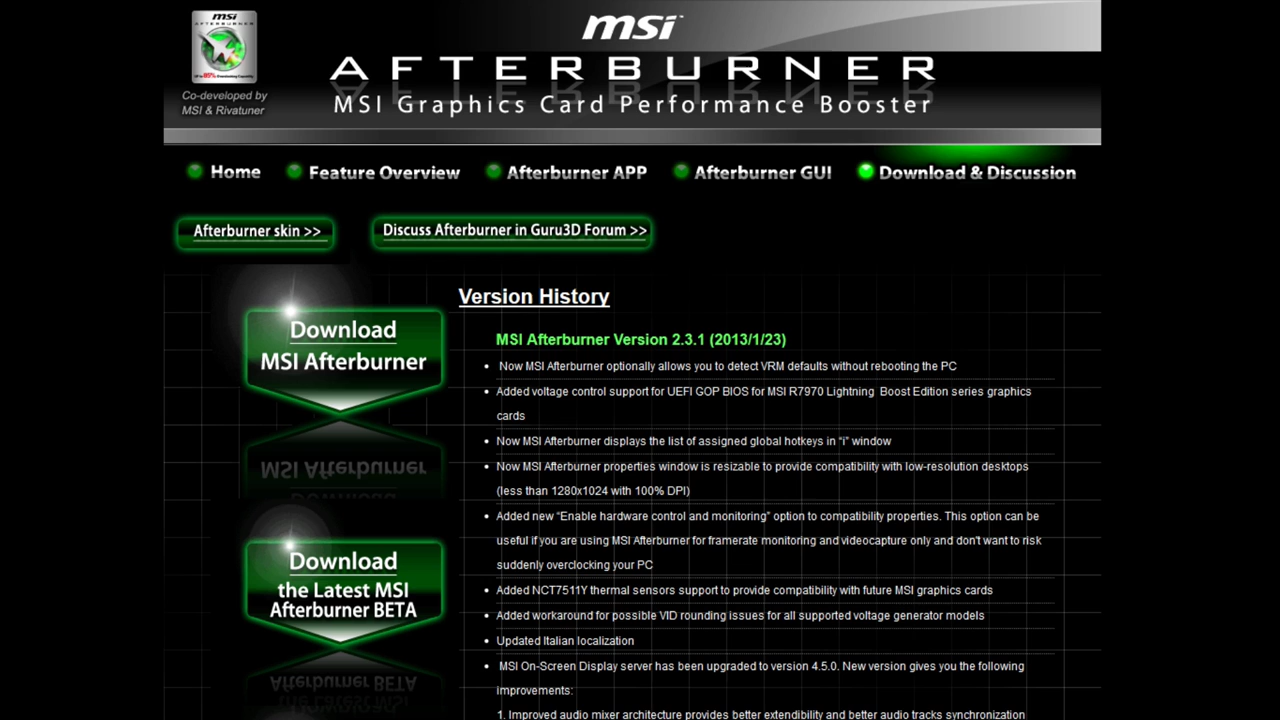 msi
AFTERBURNER
Co-developed by
MSI & Rivatuner
msi
AFTERBURNER
MSI Graphics Card Performance Booster
Home Feature Overview Afterburner APP Afterburner GUI Download & Discussion
Afterburner skin >> Discuss Afterburner in Guru3D Forum >>
Download
MSI Afterburner
Download
the Latest MSI
Afterburner BETA
Version History
MSI Afterburner Version 2.3.1 (2013/1/23)
Now MSI Afterburner optionally allows you to detect VRM defaults without rebooting the PC
Added voltage control support for UEFI GOP BIOS for MSI R7970 Lightning Boost Edition series graphics
cards
Now MSI Afterburner displays the list of assigned global hotkeys in “i” window
Now MSI Afterburner properties window is resizable to provide compatibility with low-resolution desktops
(less than 1280x1024 with 100% DPI)
Added new “Enable hardware control and monitoring” option to compatibility properties. This option can be
useful if you are using MSI Afterburner for framerate monitoring and videocapture only and don't want to risk
suddenly overclocking your PC
Added NCT7511Y thermal sensors support to provide compatibility with future MSI graphics cards
Added workaround for possible VID rounding issues for all supported voltage generator models
Updated Italian localization
MSI On-Screen Display server has been upgraded to version 4.5.0. New version gives you the following
improvements:
1. Improved audio mixer architecture provides better extendibility and better audio tracks synchronization